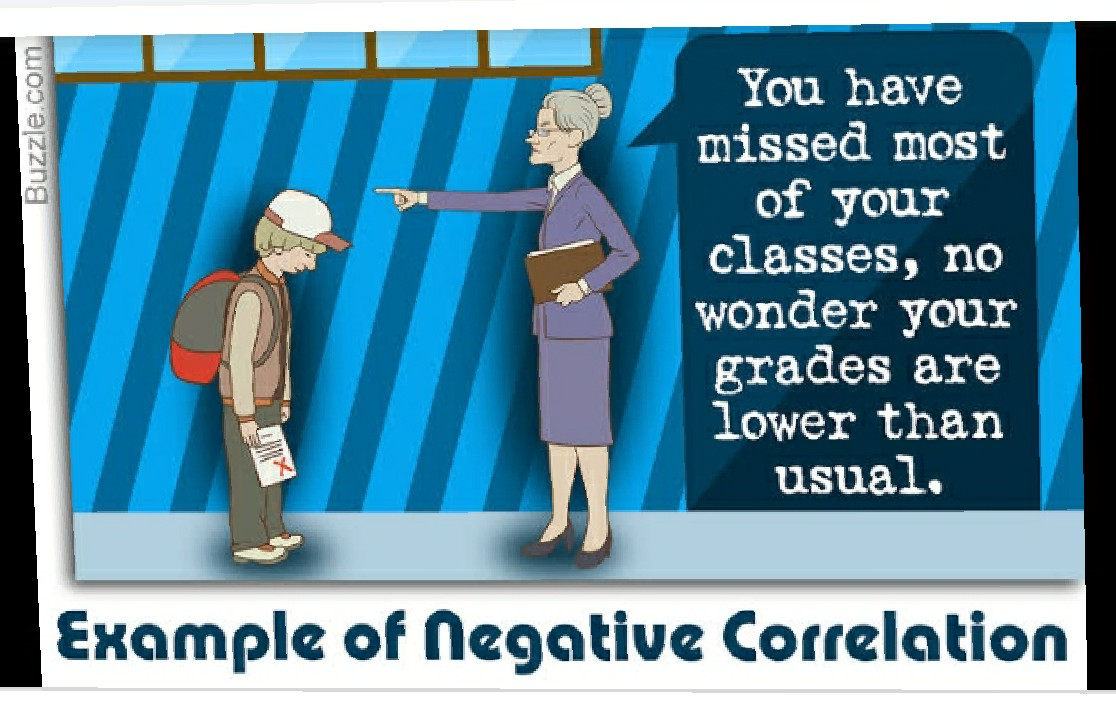 Buzzle.com
You have
missed most
of your
classes, no
wonder your
grades are
lower than
usual.
Example of Negative Correlation